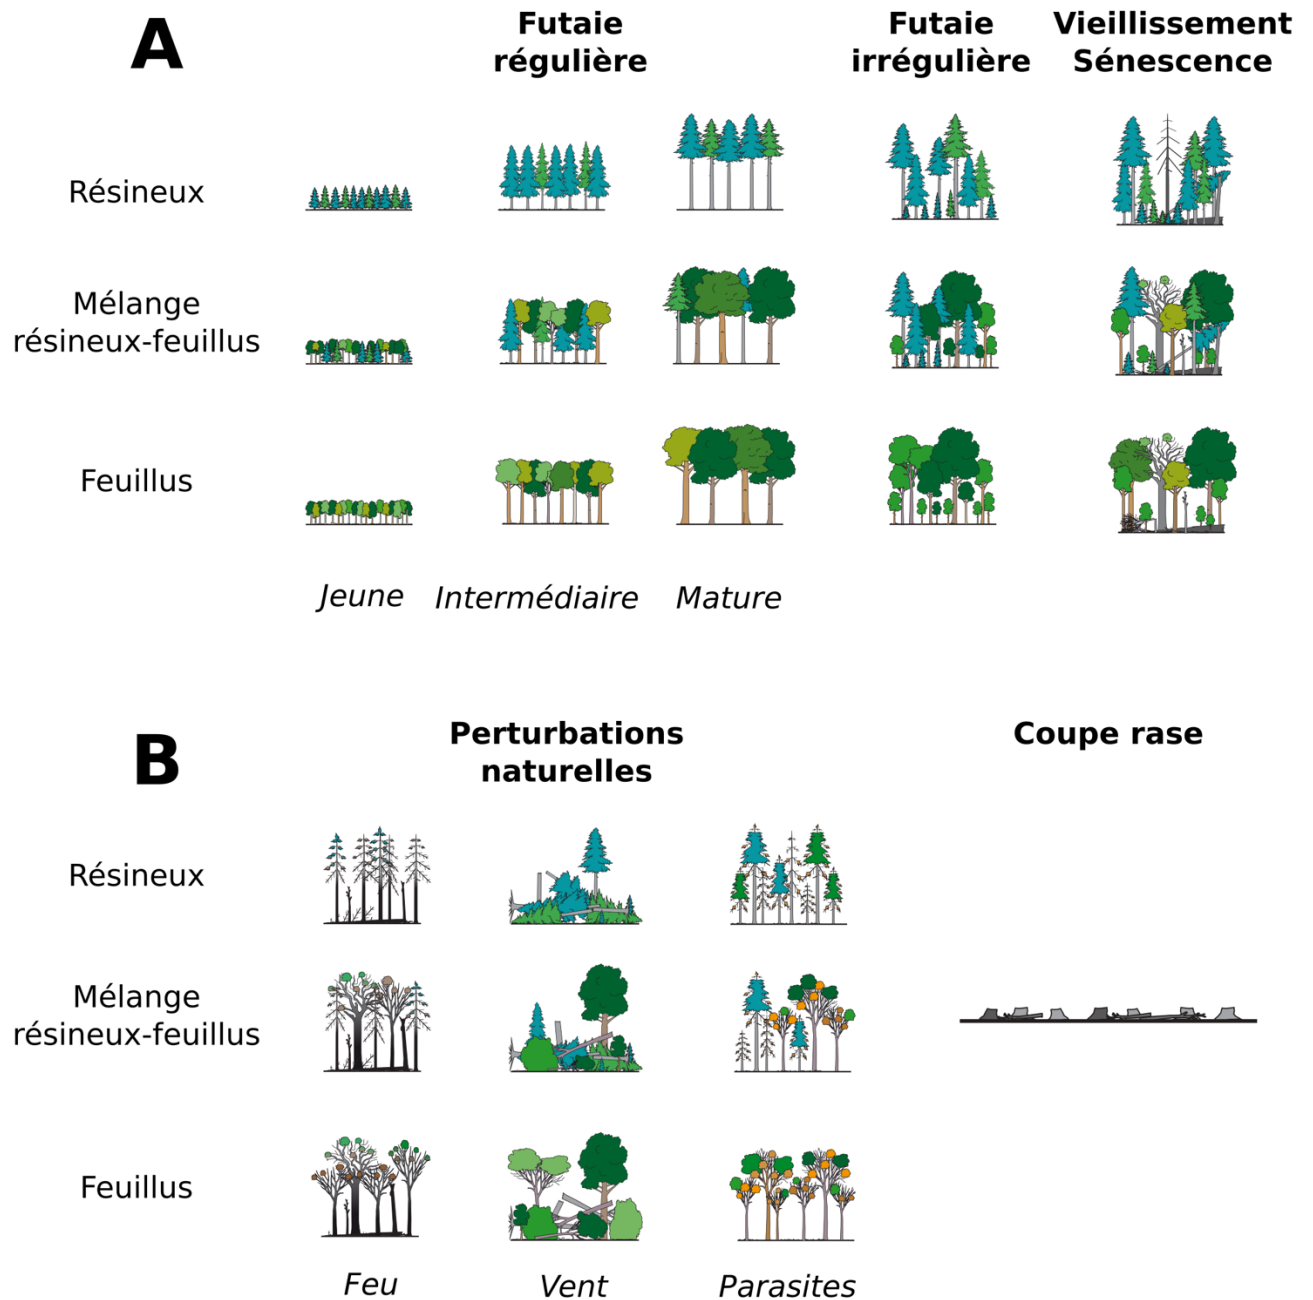 A
Futaie
régulière
Futaie
irrégulière
Vieillissement
Sénescence
Résineux
Mélange
résineux-feuillus
Feuillus
Jeune
Intermédiaire
Mature
B
Perturbations
naturelles
Coupe rase
Résineux
Mélange
résineux-feuillus
Feuillus
Feu
Vent
Parasites